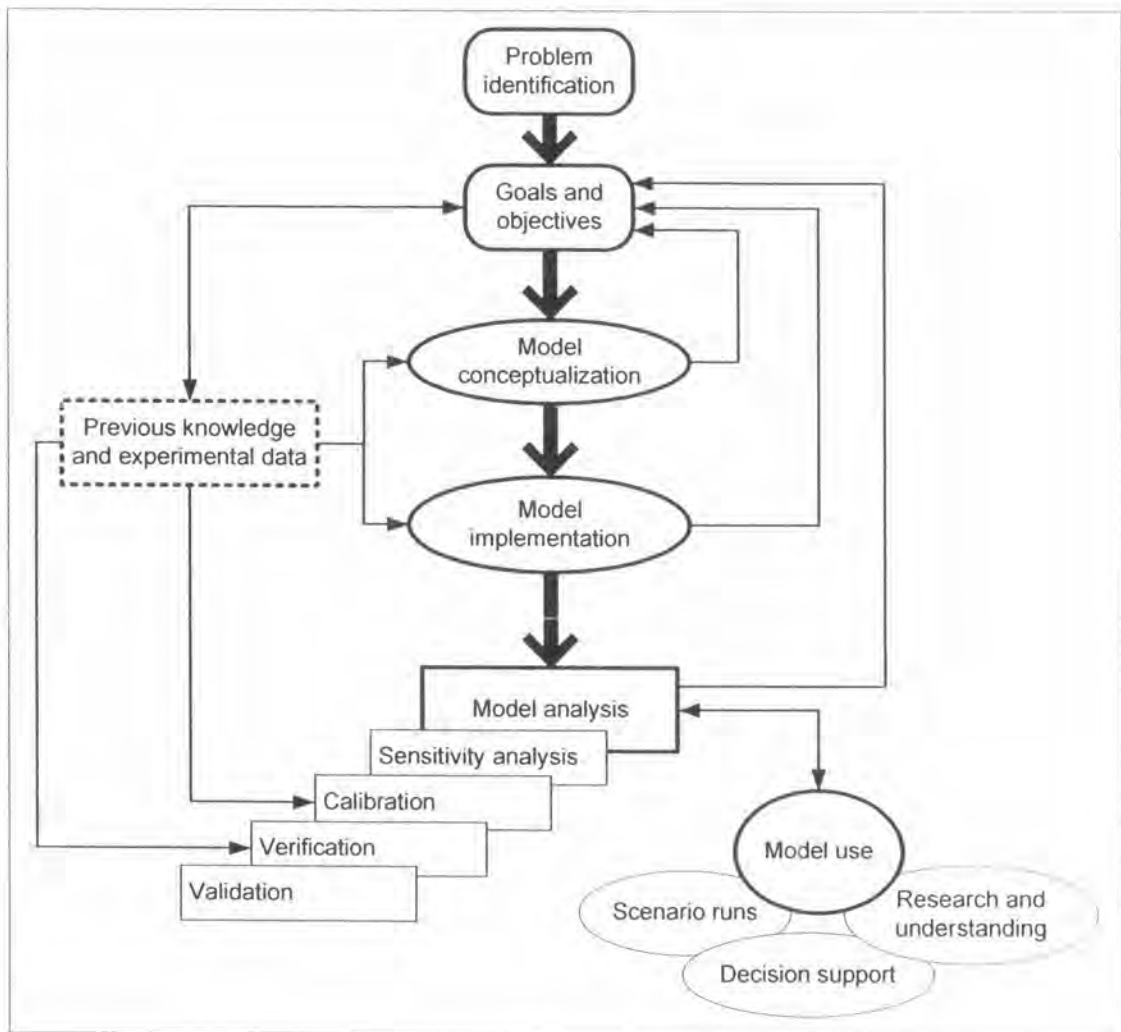 Problem
identification
Goals and
objectives
Model
conceptualization
Previous knowledge
and experimental data
Model
implementation
Model analysis
Sensitivity analysis
Calibration
Verification
Validation
Model use
Scenario runs
Research and
understanding
Decision support